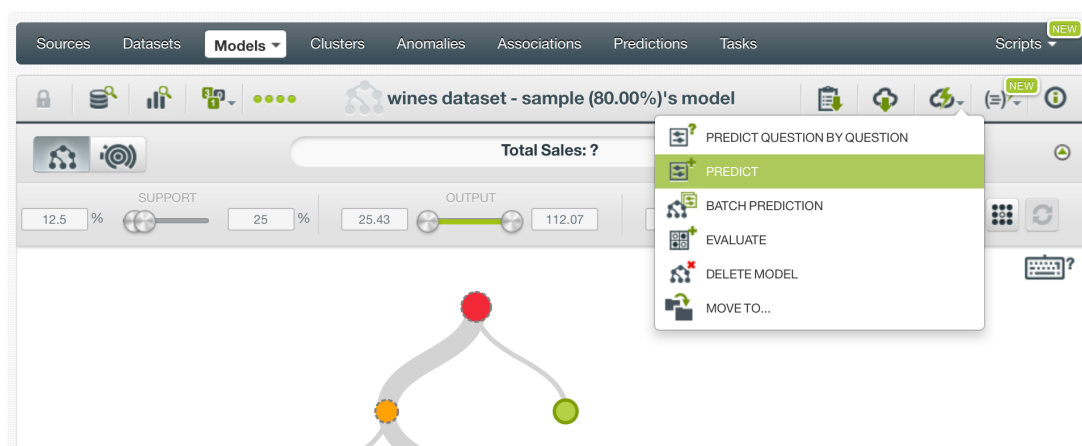 NEW
Sources Datasets Models Clusters Anomalies Associations Predictions Tasks Scripts
NEW
wines dataset - sample (80.00%)'s model (=)
Total Sales: ?
PREDICT QUESTION BY QUESTION
PREDICT
BATCH PREDICTION
EVALUATE
DELETE MODEL
MOVE TO...
SUPPORT OUTPUT
12.5 % 25 % 25.43 112.07
?